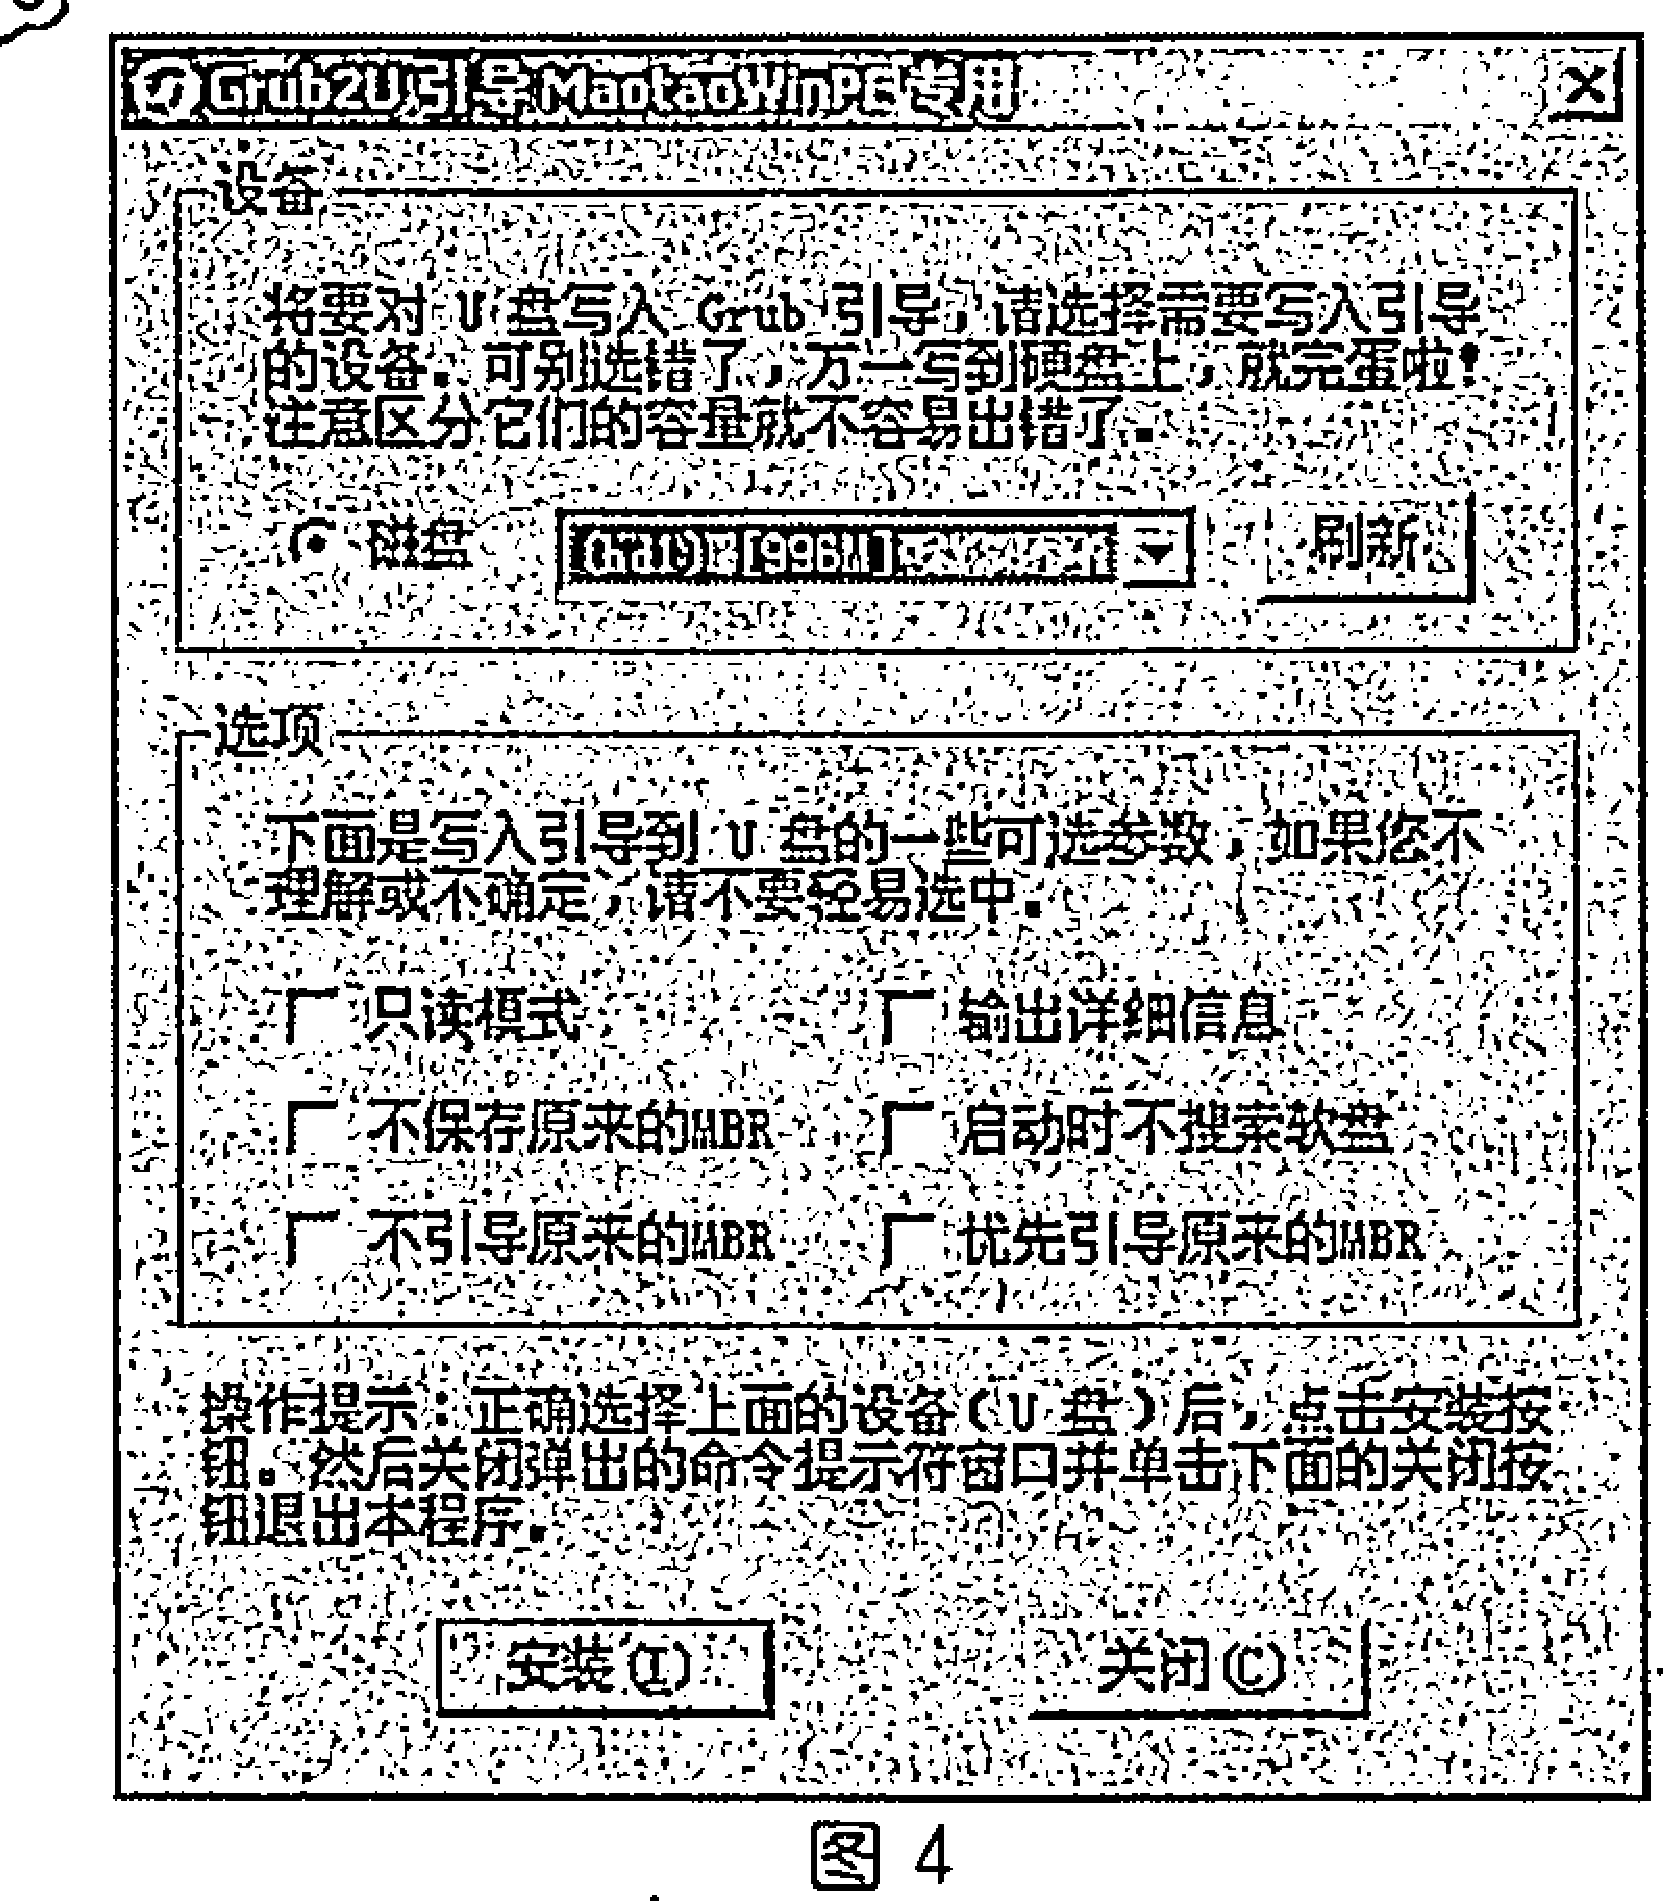 Grub2U引导MaotaoWinPE专用
设备
将要对 U 盘写入 Grub 引导，请选择需要写入引导
的设备. 可别选错了，万一写到硬盘上，就完蛋啦！
注意区分它们的容量就不容易出错了.
磁盘
[996M]
刷新
选项
下面是写入引导到 U 盘的一些可选参数，如果您不
理解或不确定，请不要轻易选中.
只读模式 输出详细信息
不保存原来的MBR 启动时不搜索软盘
不引导原来的MBR 优先引导原来的MBR
操作提示：正确选择上面的设备(U 盘)后，点击安装按
钮。然后关闭弹出的命令提示符窗口并单击下面的关闭按
钮退出本程序.
安装(I) 关闭(C)
图 4